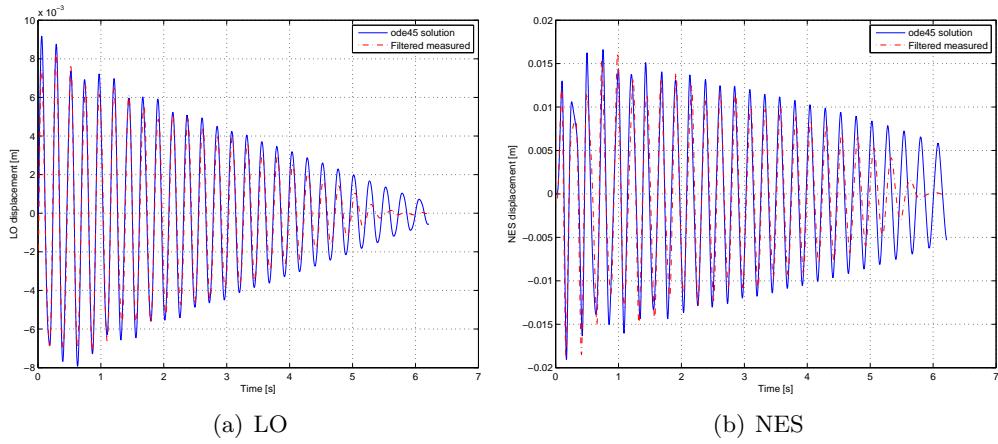 x 10⁻³
10
8
6
4
2
0
−2
−4
−6
−8
0 1 2 3 4 5 6 7
LO displacement [m]
Time [s]
ode45 solution
Filtered measured
(a) LO
0.02
0.015
0.01
0.005
0
−0.005
−0.01
−0.015
−0.02
0 1 2 3 4 5 6 7
NES displacement [m]
Time [s]
ode45 solution
Filtered measured
(b) NES